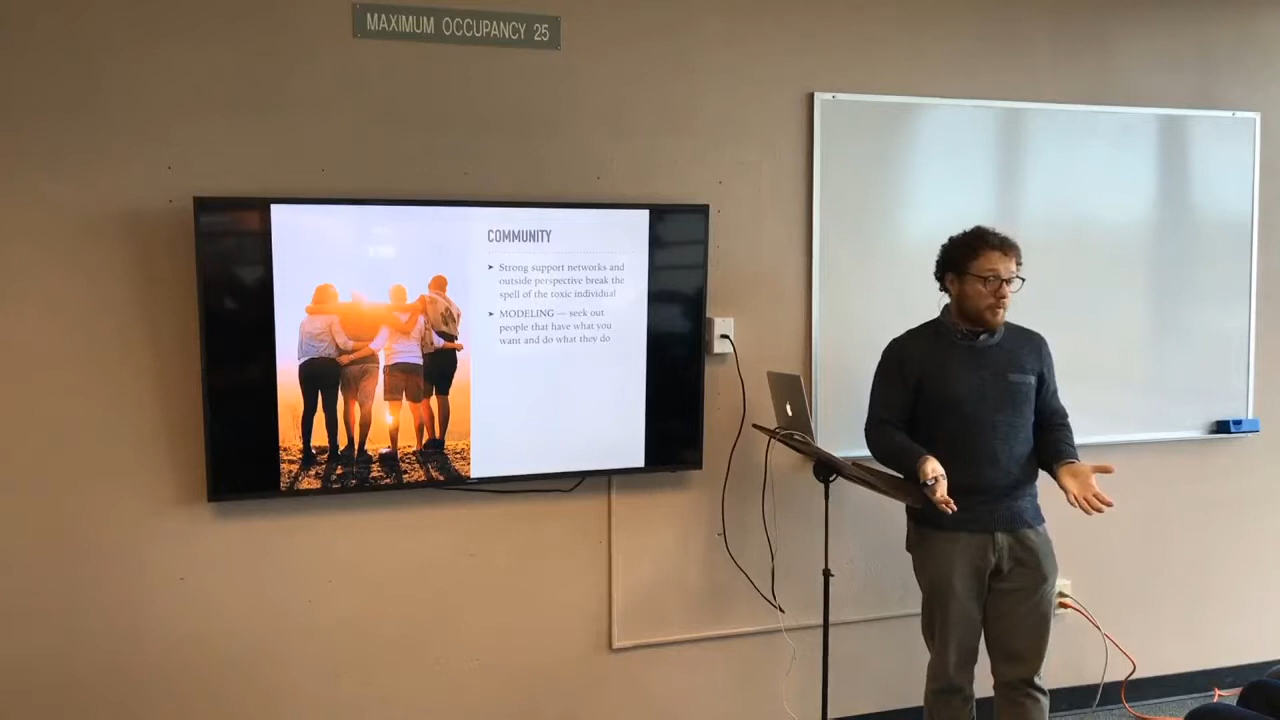 MAXIMUM OCCUPANCY 25
COMMUNITY
➤ Strong support networks and
outside perspective break the
spell of the toxic individual
➤ MODELING — seek out
people that have what you
want and do what they do